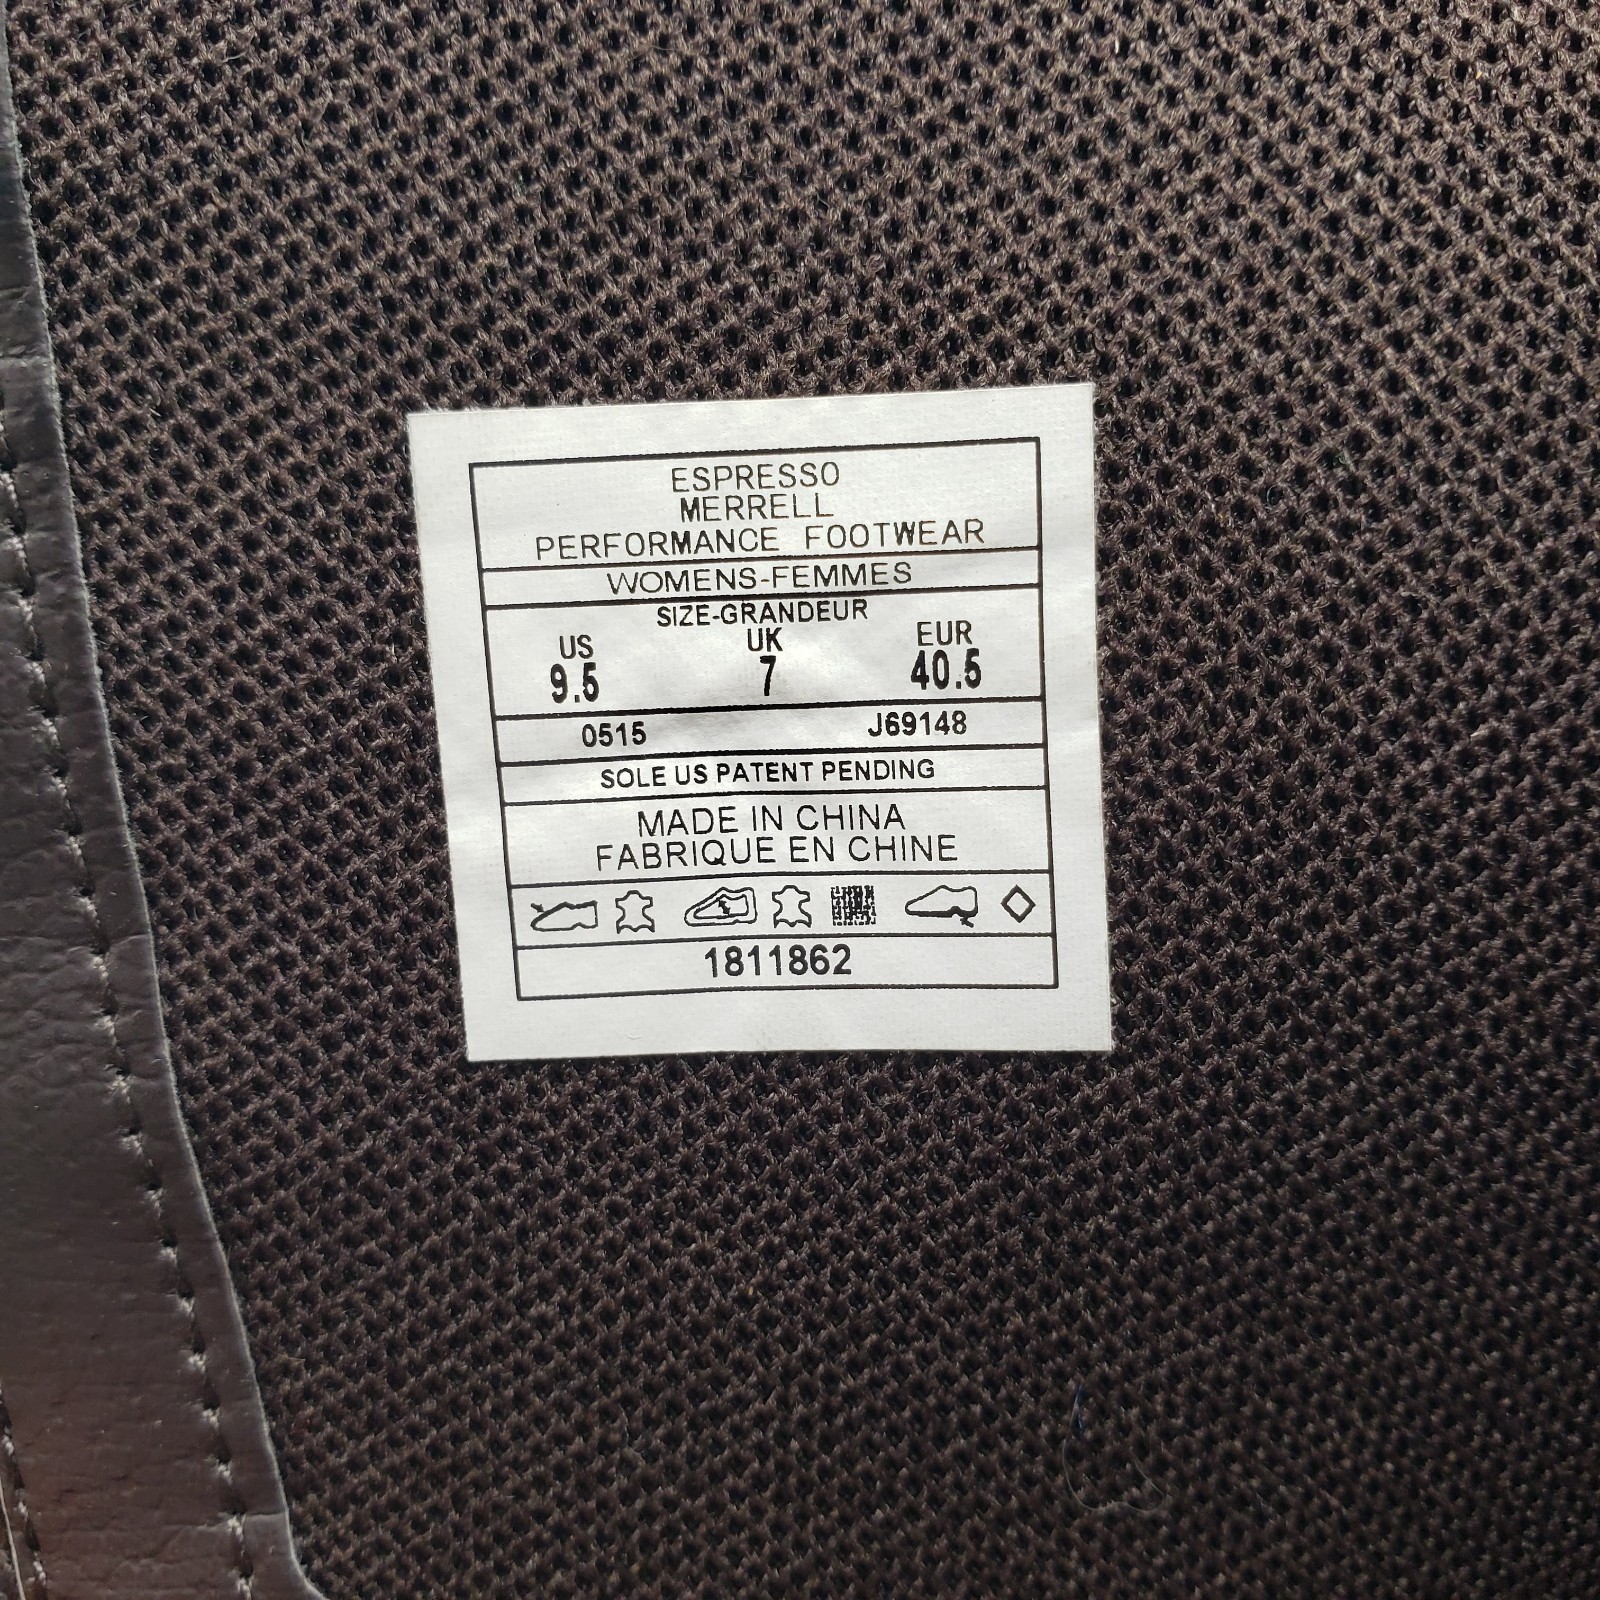 ESPRESSO
MERRELL
PERFORMANCE FOOTWEAR
WOMENS-FEMMES
SIZE-GRANDEUR
US UK EUR
9.5 7 40.5
0515 J69148
SOLE US PATENT PENDING
MADE IN CHINA
FABRIQUE EN CHINE
1811862